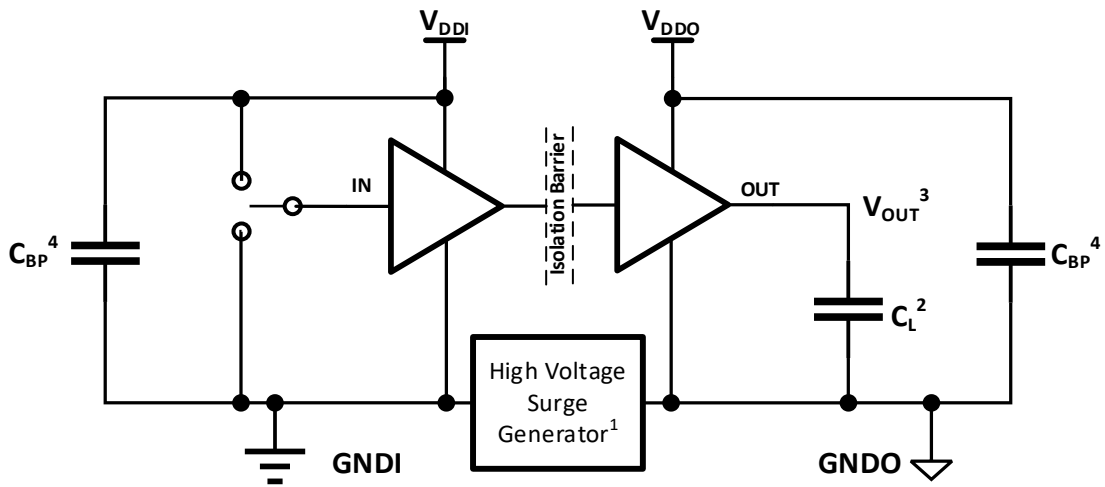 V_DDI
V_DDO
IN
Isolation Barrier
OUT
V_OUT^3
C_BP^4
C_BP^4
C_L^2
High Voltage
Surge
Generator^1
GNDI
GNDO